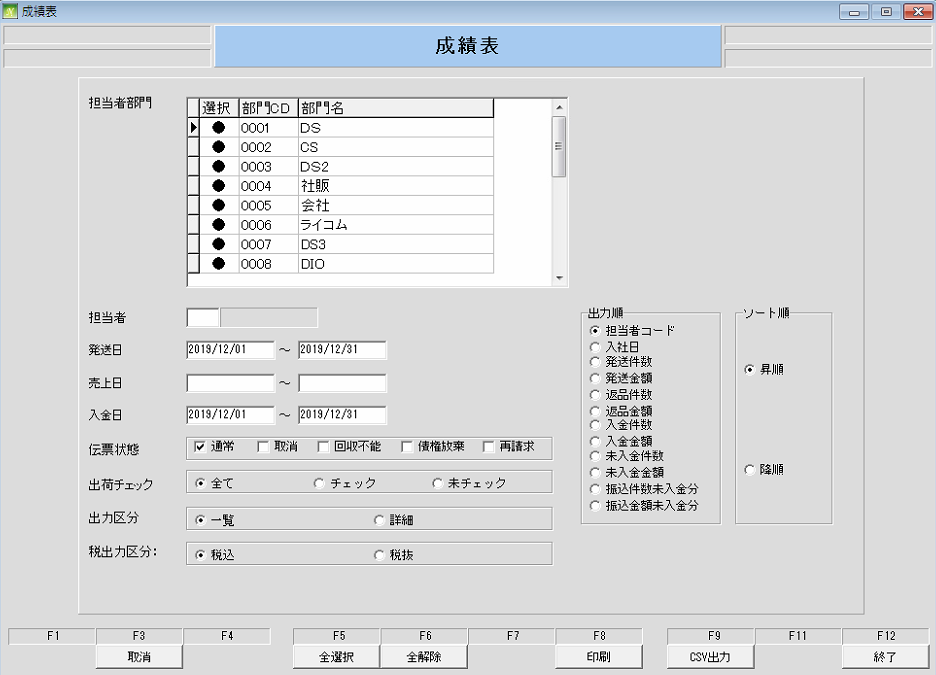 成績表
成績表
担当者部門
選択 部門CD 部門名
● 0001 DS
● 0002 CS
● 0003 DS2
● 0004 社販
● 0005 会社
● 0006 ライコム
● 0007 DS3
● 0008 DIO
担当者
発送日 2019/12/01 ～ 2019/12/31
売上日 ～
入金日 2019/12/01 ～ 2019/12/31
伝票状態 通常 取消 回収不能 債権放棄 再請求
出荷チェック 全て チェック 未チェック
出力区分 一覧 詳細
税出力区分: 税込 税抜
出力順
担当者コード
入社日
発送件数
発送金額
返品件数
返品金額
入金件数
入金金額
未入金件数
未入金金額
振込件数未入金分
振込金額未入金分
ソート順
昇順
降順
F1 F3 F4 F5 F6 F7 F8 F9 F11 F12
取消 全選択 全解除 印刷 CSV出力 終了